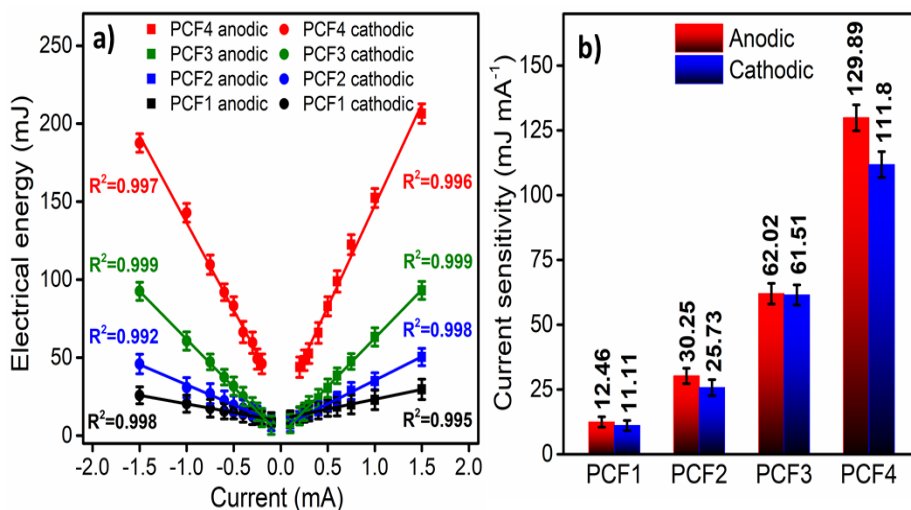 a)
PCF4 anodic PCF4 cathodic
PCF3 anodic PCF3 cathodic
PCF2 anodic PCF2 cathodic
PCF1 anodic PCF1 cathodic
Electrical energy (mJ)
250
200
150
100
50
0
R²=0.997
R²=0.996
R²=0.999
R²=0.999
R²=0.992
R²=0.998
R²=0.998
R²=0.995
-2.0 -1.5 -1.0 -0.5 0.0 0.5 1.0 1.5 2.0
Current (mA)
b)
Anodic
Cathodic
Current sensitivity (mJ mA⁻¹)
150
125
100
75
50
25
0
12.46
11.11
30.25
25.73
62.02
61.51
129.89
111.8
PCF1 PCF2 PCF3 PCF4